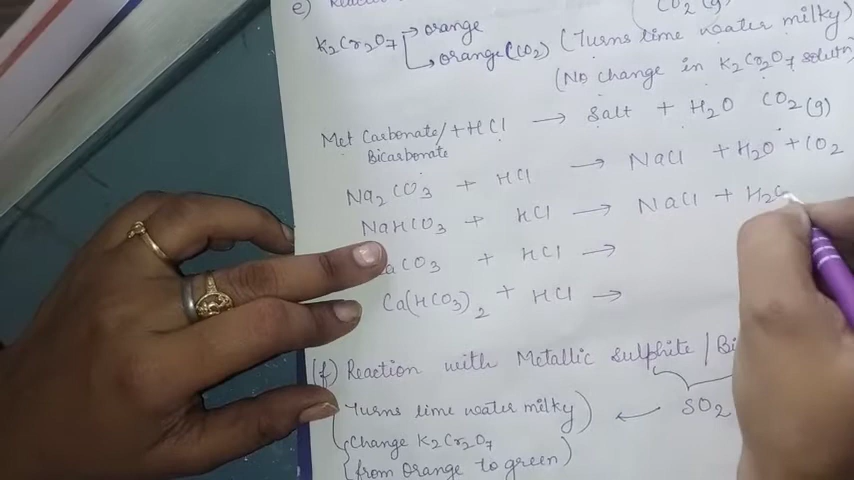 e)
CO2 (g)
K2Cr2O7 → orange
→ orange (CO2) (Turns lime water milky)
(No change in K2Cr2O7 solutn)
Met Carbonate/ + HCl → Salt + H2O CO2 (g)
Bicarbonate
Na2CO3 + HCl → NaCl + H2O + CO2
NaHCO3 + HCl → NaCl + H2O
aCO3 + HCl →
Ca(HCO3)2 + HCl →
(f) Reaction with Metallic sulphite / Bi
Turns lime water milky) ← SO2
(Change K2Cr2O7
from Orange to green)